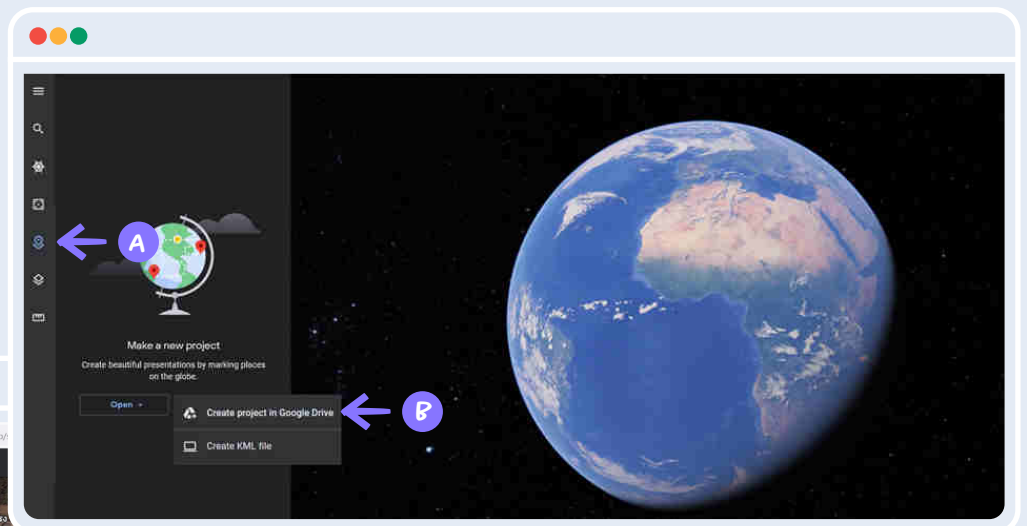 A
Make a new project
Create beautiful presentations by marking places
on the globe.
Open
Create project in Google Drive
B
Create KML file